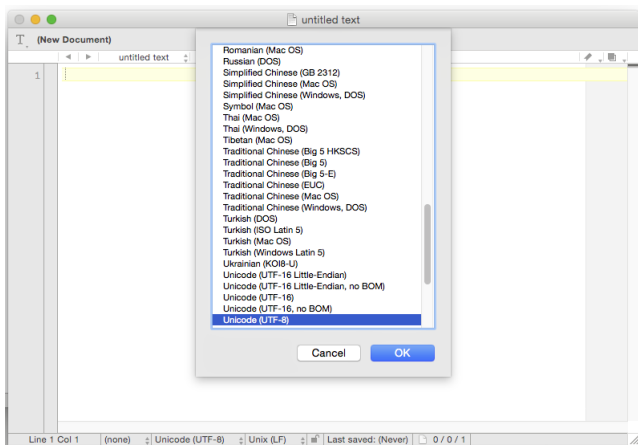 untitled text
(New Document)
untitled text
1
Romanian (Mac OS)
Russian (DOS)
Simplified Chinese (GB 2312)
Simplified Chinese (Mac OS)
Simplified Chinese (Windows, DOS)
Symbol (Mac OS)
Thai (Mac OS)
Thai (Windows, DOS)
Tibetan (Mac OS)
Traditional Chinese (Big 5 HKSCS)
Traditional Chinese (Big 5)
Traditional Chinese (Big 5-E)
Traditional Chinese (EUC)
Traditional Chinese (Mac OS)
Traditional Chinese (Windows, DOS)
Turkish (DOS)
Turkish (ISO Latin 5)
Turkish (Mac OS)
Turkish (Windows Latin 5)
Ukrainian (KOI8-U)
Unicode (UTF-16 Little-Endian)
Unicode (UTF-16 Little-Endian, no BOM)
Unicode (UTF-16)
Unicode (UTF-16, no BOM)
Unicode (UTF-8)
Cancel OK
Line 1 Col 1 (none) Unicode (UTF-8) Unix (LF) Last saved: (Never) 0 / 0 / 1